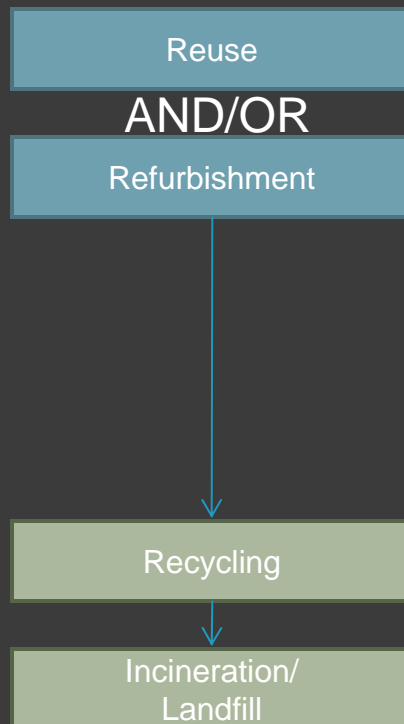 Reuse
AND/OR
Refurbishment
Recycling
Incineration/
Landfill